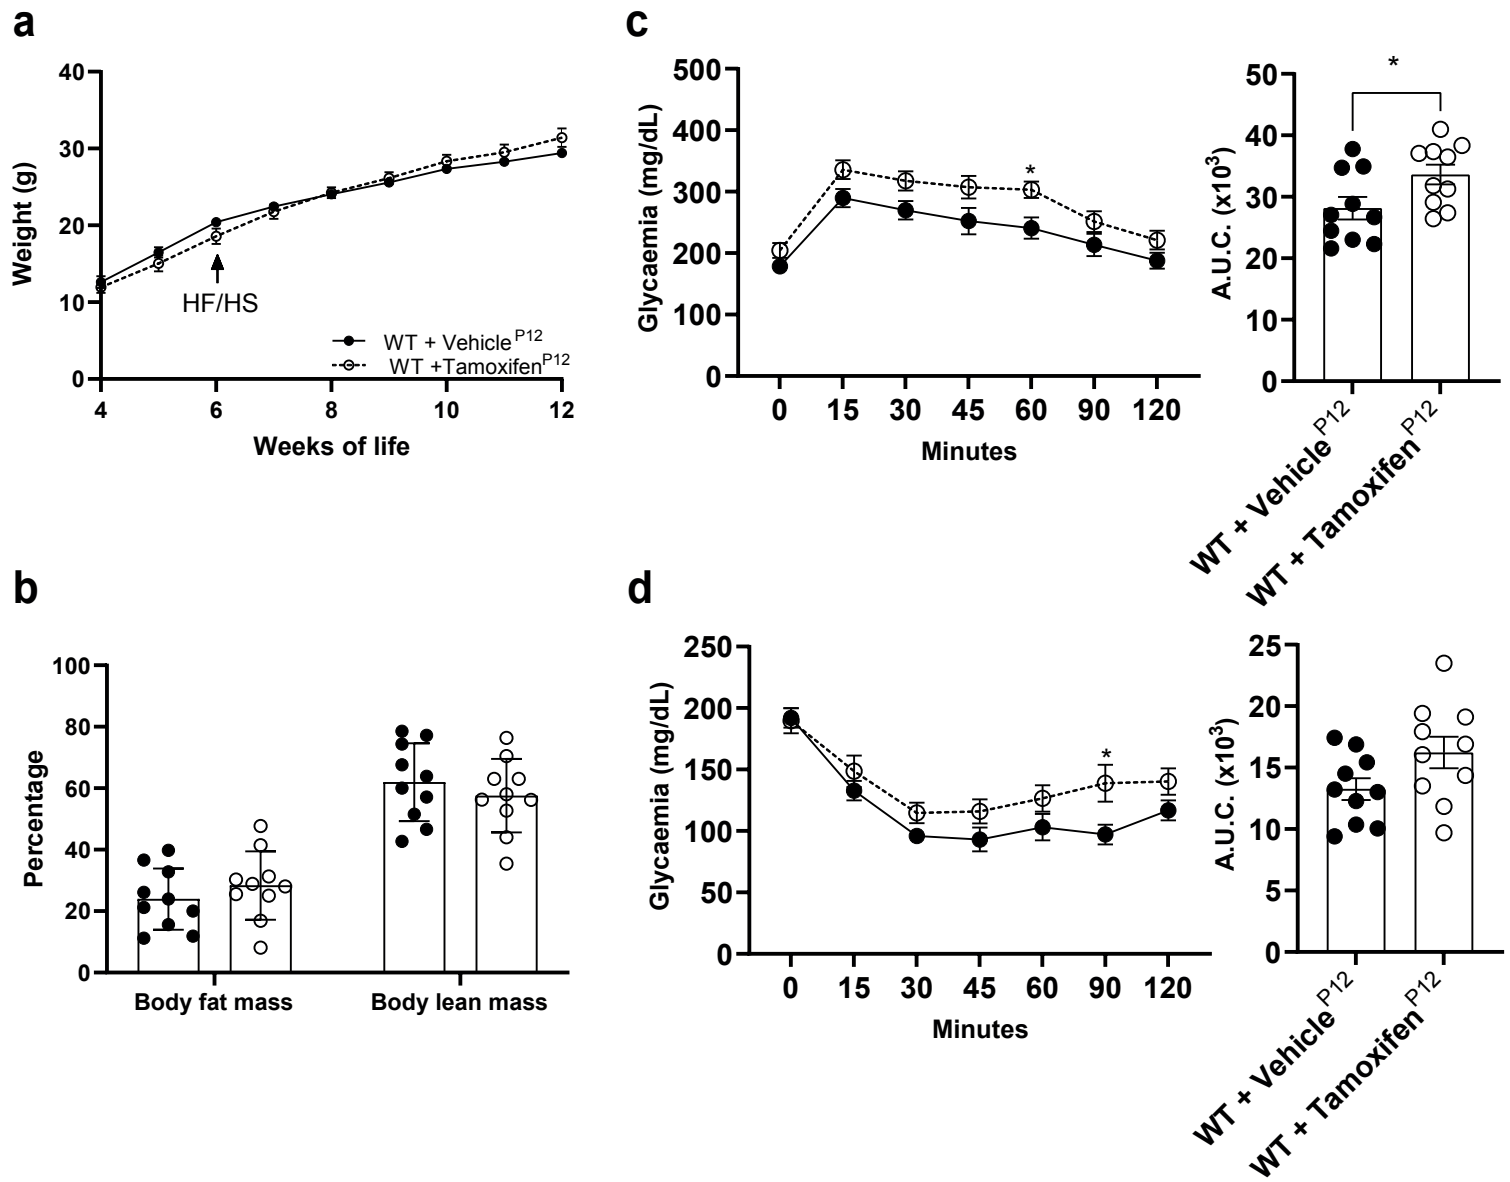 a
Weight (g)
40
30
20
10
0
HF/HS
WT + Vehicle P12
WT +Tamoxifen P12
4 6 8 10 12
Weeks of life
c
Glycaemia (mg/dL)
500
400
300
200
100
0
*
0 15 30 45 60 90 120
Minutes
A.U.C. (x10³)
50
40
30
20
10
0
*
WT + Vehicle P12
WT + Tamoxifen P12
b
Percentage
100
80
60
40
20
0
Body fat mass
Body lean mass
d
Glycaemia (mg/dL)
250
200
150
100
50
0
*
0 15 30 45 60 90 120
Minutes
A.U.C. (x10³)
25
20
15
10
5
0
WT + Vehicle P12
WT + Tamoxifen P12